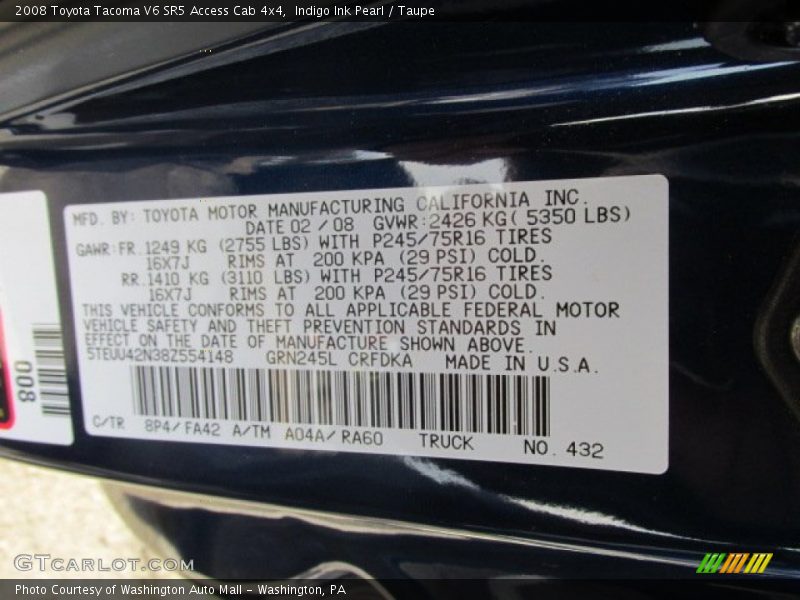 2008 Toyota Tacoma V6 SR5 Access Cab 4x4,  Indigo Ink Pearl / Taupe
MFD. BY: TOYOTA MOTOR MANUFACTURING CALIFORNIA INC.
DATE 02 / 08  GVWR: 2426 KG ( 5350 LBS)
GAWR: FR. 1249 KG (2755 LBS) WITH P245/75R16 TIRES
16X7J RIMS AT 200 KPA (29 PSI) COLD.
RR. 1410 KG (3110 LBS) WITH P245/75R16 TIRES
16X7J RIMS AT 200 KPA (29 PSI) COLD.
THIS VEHICLE CONFORMS TO ALL APPLICABLE FEDERAL MOTOR
VEHICLE SAFETY AND THEFT PREVENTION STANDARDS IN
EFFECT ON THE DATE OF MANUFACTURE SHOWN ABOVE.
5TEUU42N38Z554148 GRN245L CRFDKA MADE IN U.S.A.
C/TR 8P4/FA42 A/TM A04A/RA60 TRUCK NO. 432
008
GTCARLOT.COM
Photo Courtesy of Washington Auto Mall - Washington, PA